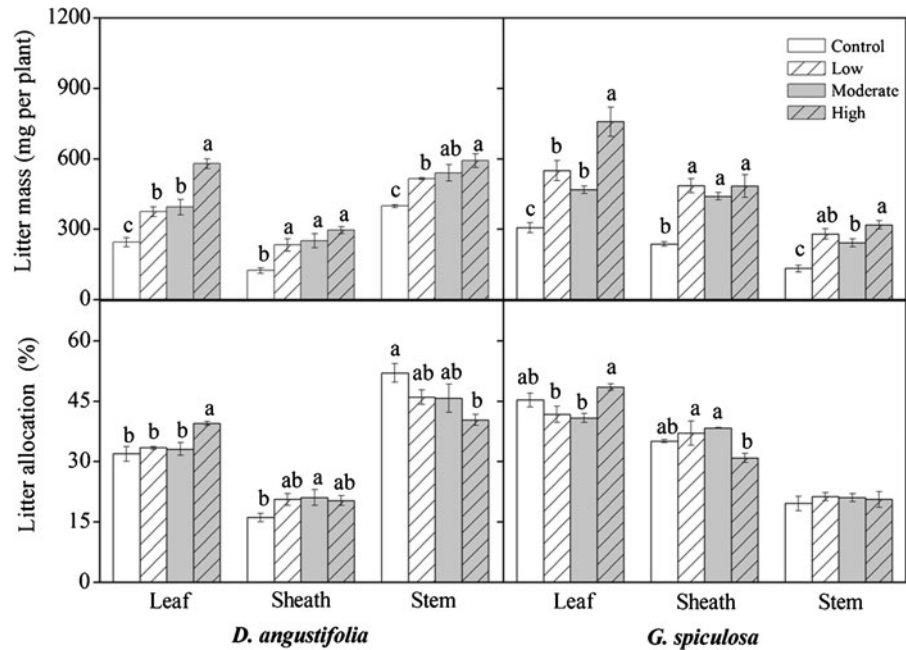 1200
900
600
300
0
Litter mass (mg per plant)
c b b a
b a a a
c b ab a
c b b a
b a a a
c ab b a
Control
Low
Moderate
High
60
45
30
15
0
Litter allocation (%)
b b b a
b ab a ab
a ab ab b
ab b b a
ab a a b
Leaf Sheath Stem Leaf Sheath Stem
D. angustifolia G. spiculosa